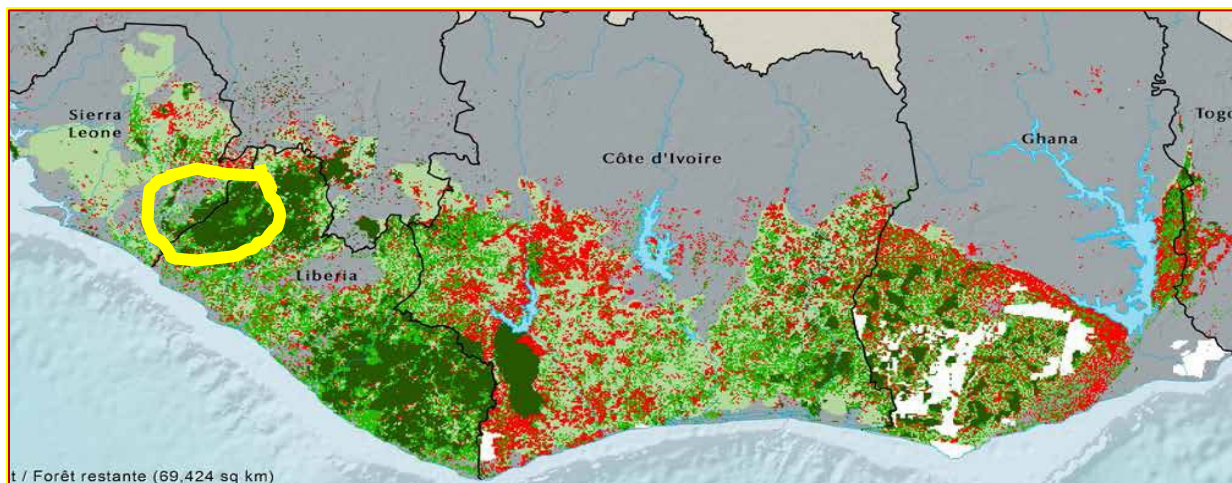 Sierra
Leone
Côte d'Ivoire
Ghana
Togo
Liberia
t / Forêt restante (69,424 sq km)